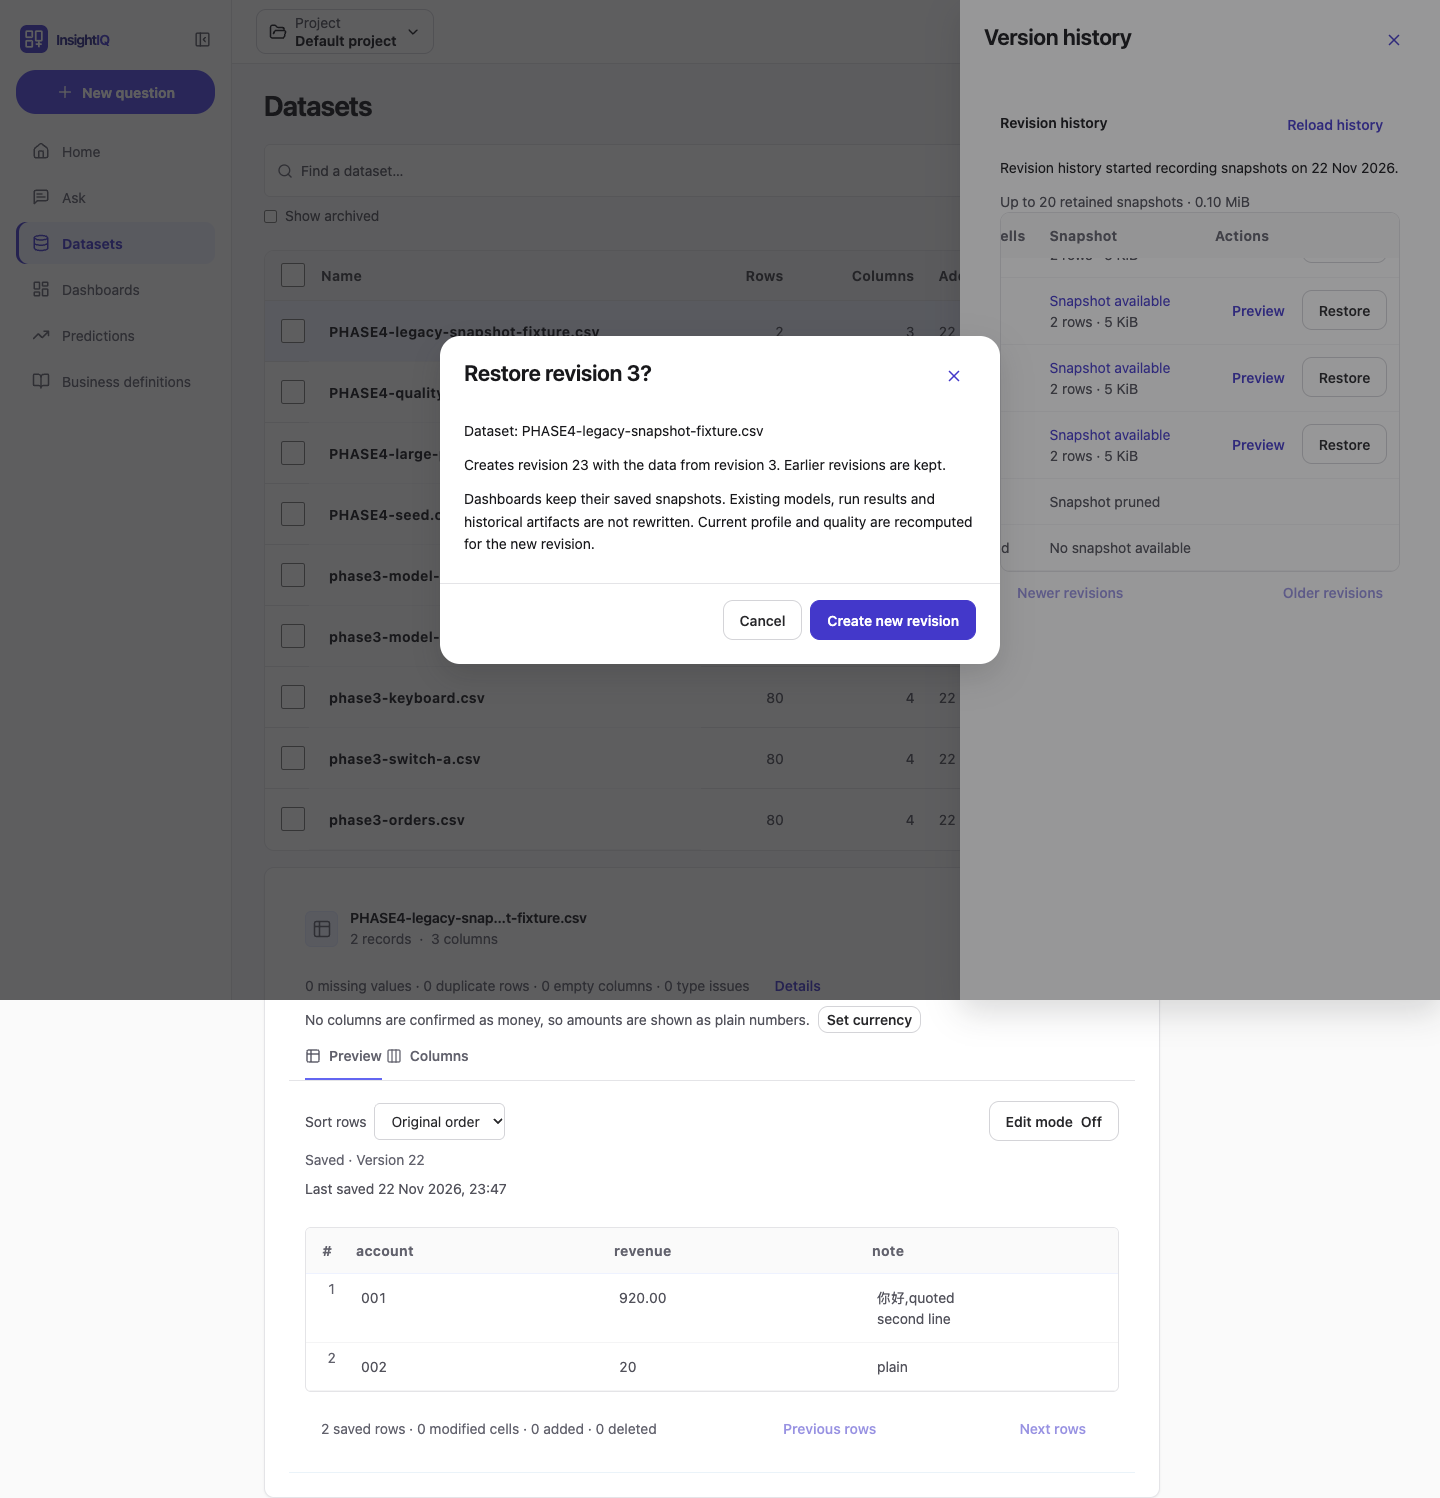 InsightIQ
New question
Home
Ask
Datasets
Dashboards
Predictions
Business definitions
Project
Default project
Datasets
Find a dataset...
Show archived
Name Rows Columns
PHASE4-legacy-snapshot-fixture.csv 2 3 22
phase3-keyboard.csv 80 4 22
phase3-switch-a.csv 80 4 22
phase3-orders.csv 80 4 22
PHASE4-legacy-snap...t-fixture.csv
2 records · 3 columns
0 missing values · 0 duplicate rows · 0 empty columns · 0 type issues Details
No columns are confirmed as money, so amounts are shown as plain numbers. Set currency
Preview Columns
Sort rows Original order Edit mode Off
Saved · Version 22
Last saved 22 Nov 2026, 23:47
# account revenue note
1 001 920.00 你好,quoted
second line
2 002 20 plain
2 saved rows · 0 modified cells · 0 added · 0 deleted Previous rows Next rows
Restore revision 3?
Dataset: PHASE4-legacy-snapshot-fixture.csv
Creates revision 23 with the data from revision 3. Earlier revisions are kept.
Dashboards keep their saved snapshots. Existing models, run results and
historical artifacts are not rewritten. Current profile and quality are recomputed
for the new revision.
Cancel Create new revision
Version history
Revision history Reload history
Revision history started recording snapshots on 22 Nov 2026.
Up to 20 retained snapshots · 0.10 MiB
Snapshot Actions
Snapshot available
2 rows · 5 KiB
Preview Restore
Snapshot available
2 rows · 5 KiB
Preview Restore
Snapshot available
2 rows · 5 KiB
Preview Restore
Snapshot pruned
No snapshot available
Newer revisions Older revisions